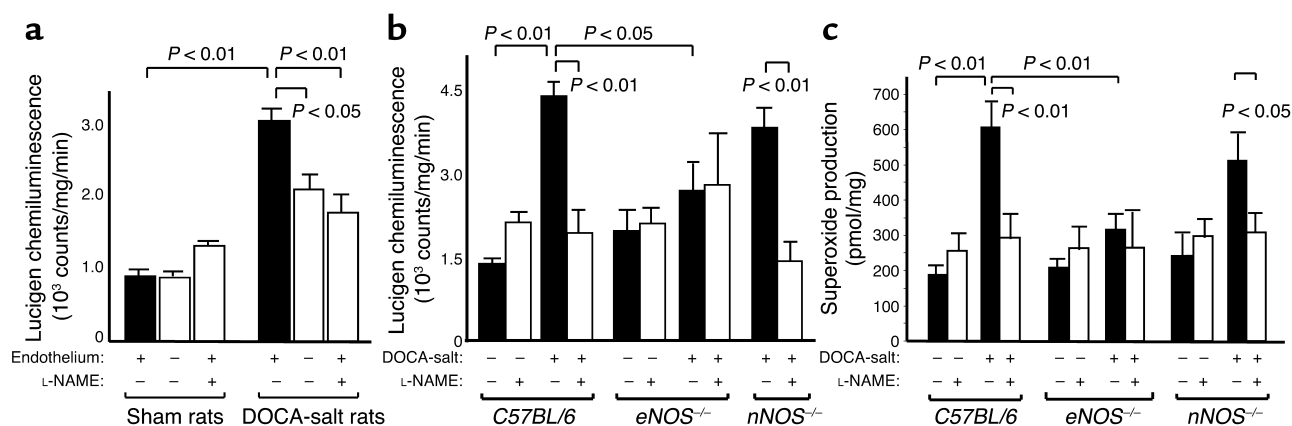 a
P < 0.01
P < 0.01
P < 0.05
Lucigen chemiluminescence
(10³ counts/mg/min)
3.0
2.0
1.0
0
Endothelium: + – + + – +
L-NAME: – – + – – +
Sham rats DOCA-salt rats
b
P < 0.01
P < 0.05
P < 0.01
P < 0.01
Lucigen chemiluminescence
(10³ counts/mg/min)
4.5
3.0
1.5
0
DOCA-salt: – – + + – – + + + +
L-NAME: – + – + – + – + – +
C57BL/6 eNOS–/– nNOS–/–
c
P < 0.01
P < 0.01
P < 0.01
P < 0.05
Superoxide production
(pmol/mg)
700
600
500
400
300
200
100
0
DOCA-salt: – – + + – – + + – – + +
L-NAME: – + – + – + – + – + – +
C57BL/6 eNOS–/– nNOS–/–